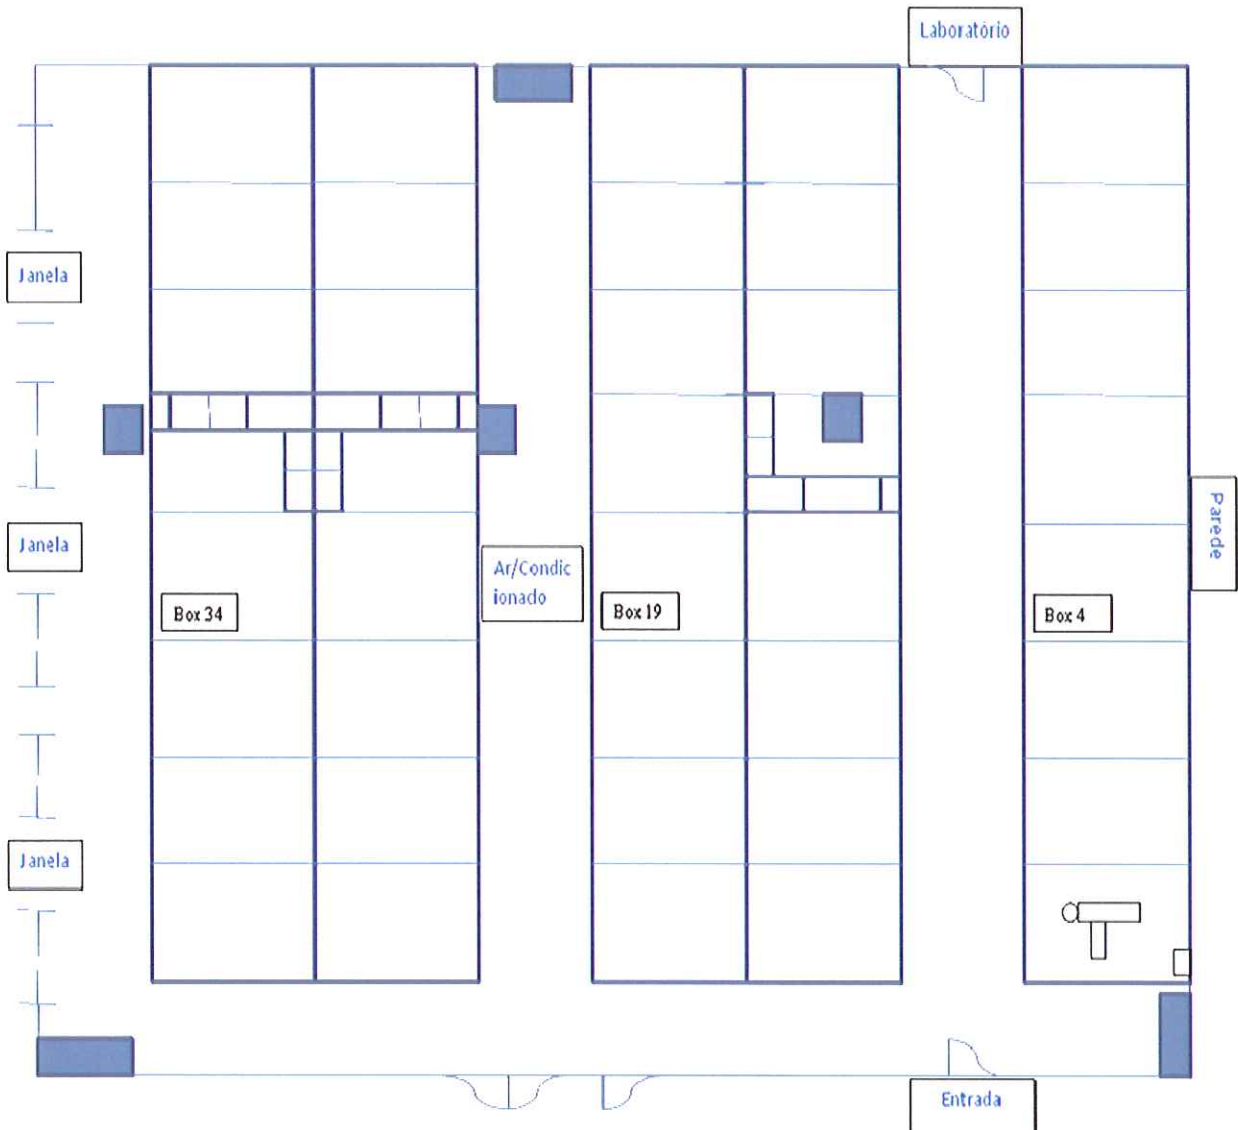 Laboratório
Janela
Parede
Janela
Ar/Condic
ionado
Box 34
Box 19
Box 4
Janela
Entrada